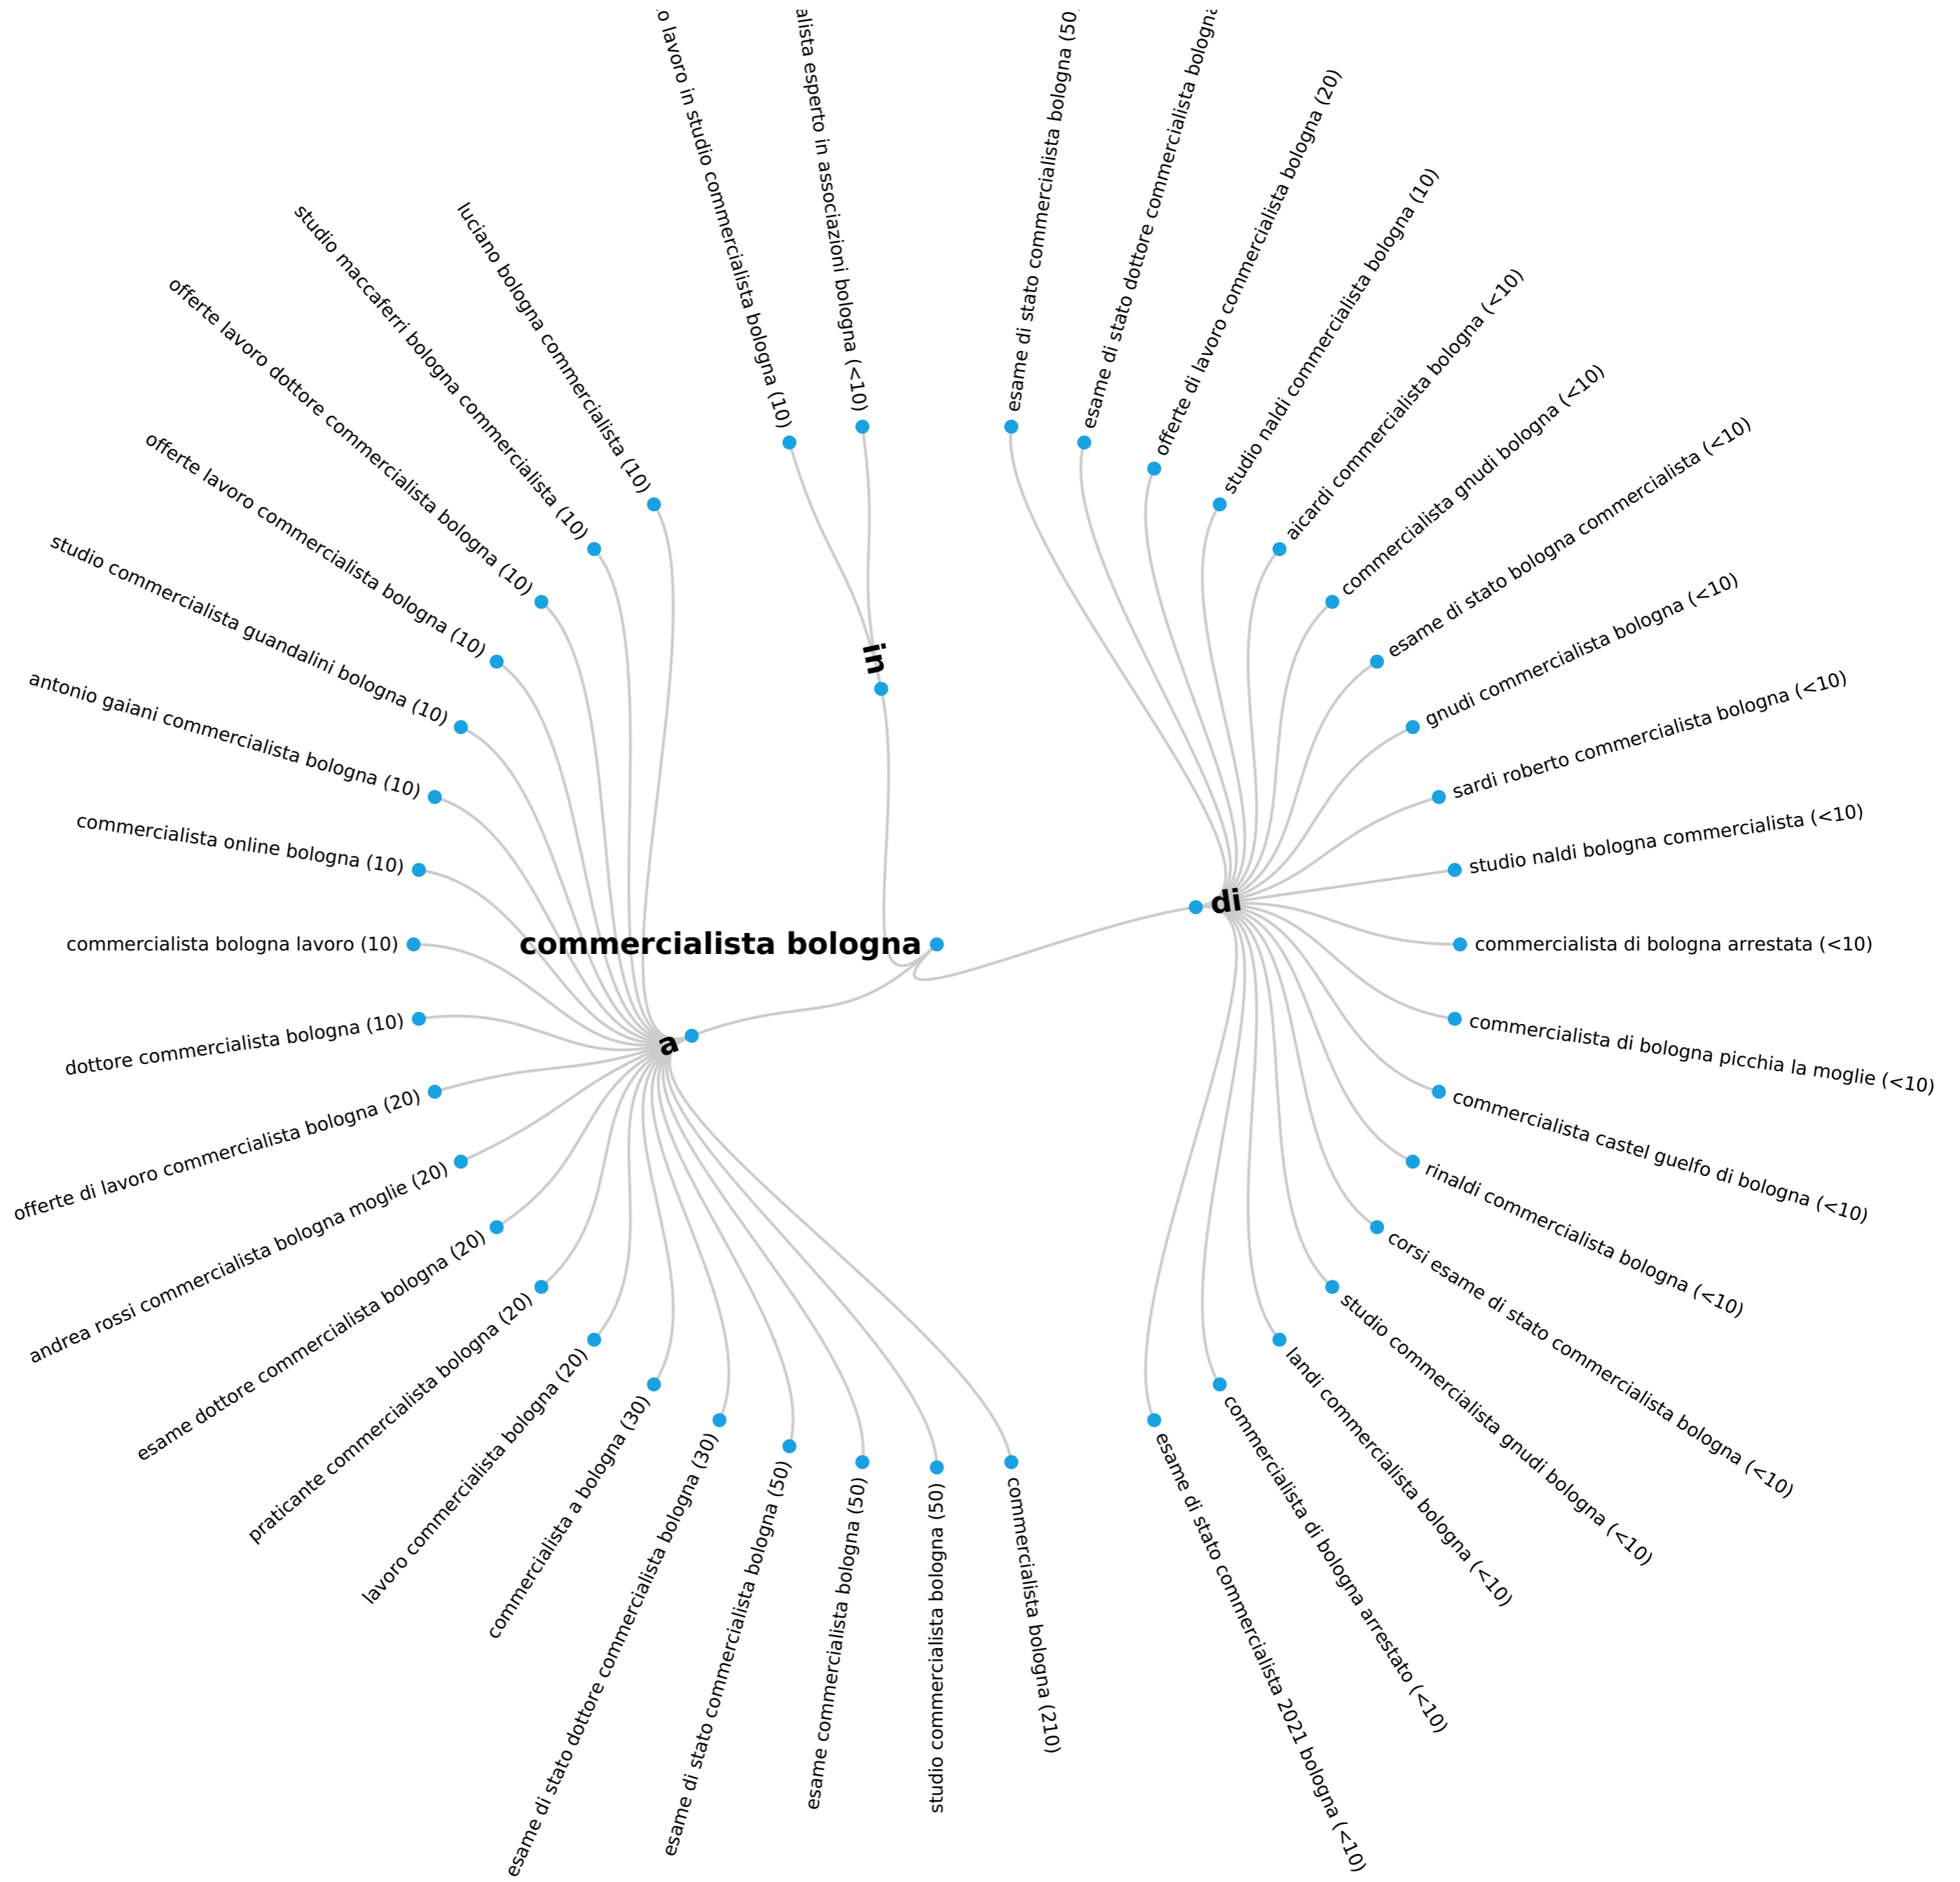 commercialista bologna
in
lavoro in studio commercialista bologna (10)
esperto in associazioni bologna (<10)
di
esame di stato commercialista bologna (50
esame di stato dottore commercialista bologna
offerte di lavoro commercialista bologna (20)
studio naldi commercialista bologna (10)
aicardi commercialista bologna (<10)
commercialista gnudi bologna (<10)
esame di stato bologna commercialista (<10)
gnudi commercialista bologna (<10)
sardi roberto commercialista bologna (<10)
studio naldi bologna commercialista (<10)
commercialista di bologna arrestata (<10)
commercialista di bologna picchia la moglie (<10)
commercialista castel guelfo di bologna (<10)
rinaldi commercialista bologna (<10)
corsi esame di stato commercialista bologna (<10)
studio commercialista gnudi bologna (<10)
landi commercialista bologna (<10)
commercialista di bologna arrestato (<10)
esame di stato commercialista 2021 bologna (<10)
a
commercialista bologna (210)
studio commercialista bologna (50)
esame commercialista bologna (50)
esame di stato commercialista bologna (50)
esame di stato dottore commercialista bologna (30)
commercialista a bologna (30)
lavoro commercialista bologna (20)
praticante commercialista bologna (20)
esame dottore commercialista bologna (20)
andrea rossi commercialista bologna moglie (20)
offerte di lavoro commercialista bologna (20)
dottore commercialista bologna (10)
commercialista bologna lavoro (10)
commercialista online bologna (10)
antonio gaiani commercialista bologna (10)
studio commercialista guandalini bologna (10)
offerte lavoro commercialista bologna (10)
offerte lavoro dottore commercialista bologna (10)
studio maccaferri bologna commercialista (10)
luciano bologna commercialista (10)